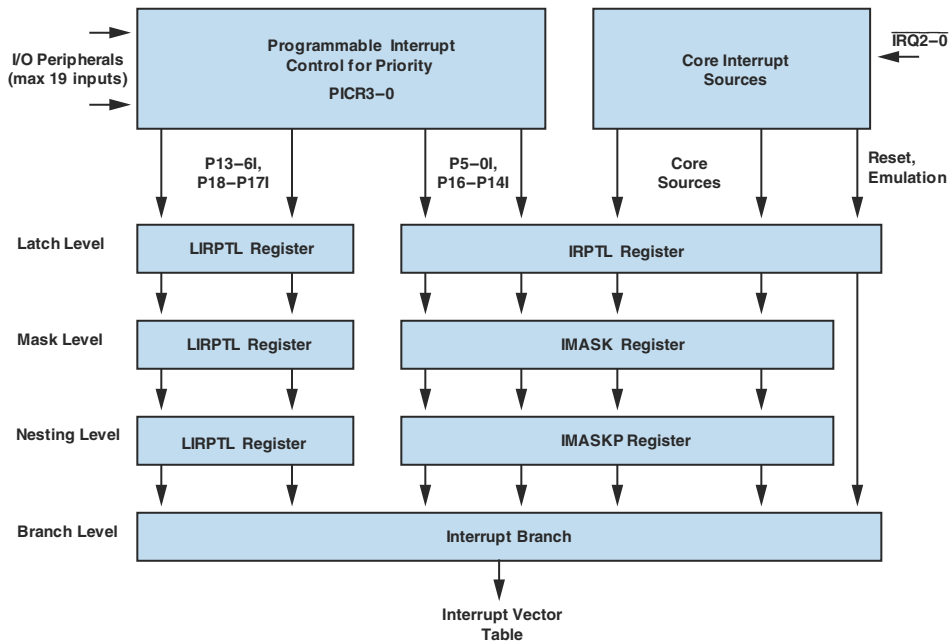 I/O Peripherals
(max 19 inputs)
Programmable Interrupt
Control for Priority
PICR3–0
Core Interrupt
Sources
IRQ2–0
P13–6I,
P18–P17I
P5–0I,
P16–P14I
Core
Sources
Reset,
Emulation
Latch Level
LIRPTL Register
IRPTL Register
Mask Level
LIRPTL Register
IMASK Register
Nesting Level
LIRPTL Register
IMASKP Register
Branch Level
Interrupt Branch
Interrupt Vector
Table